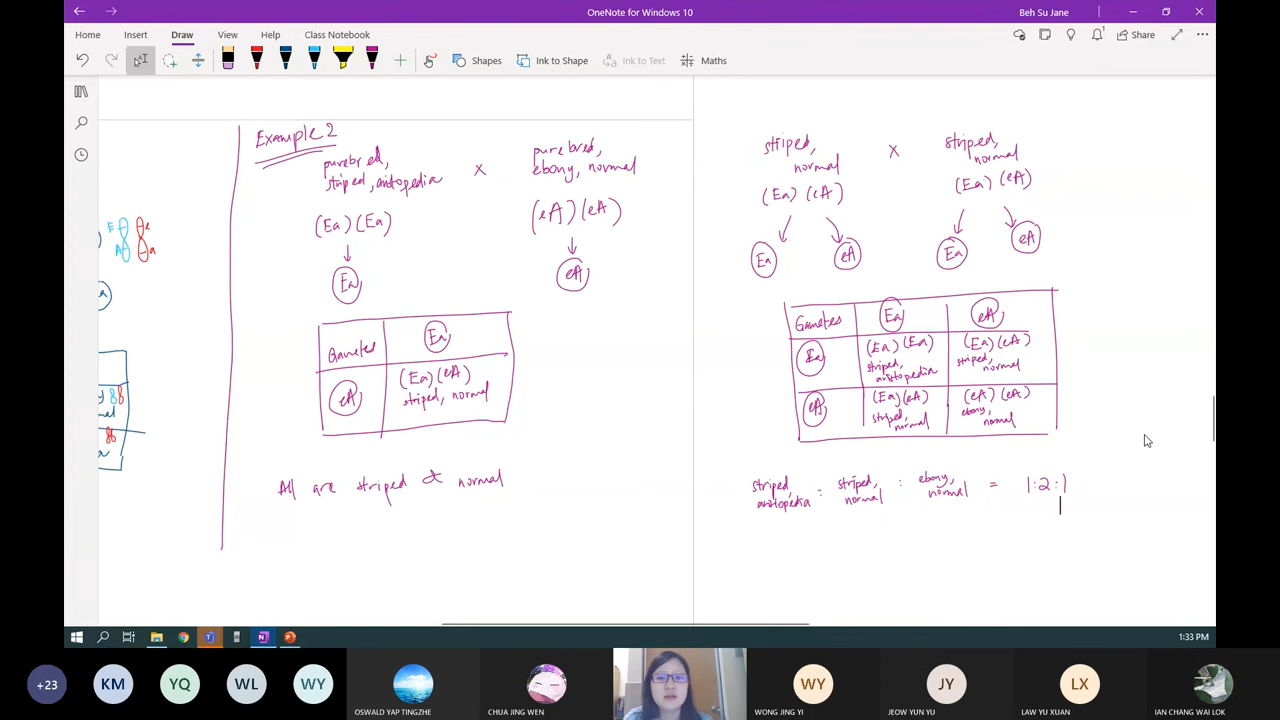 OneNote for Windows 10
Beh Su Jane
Home
Insert
Draw
View
Help
Class Notebook
Share
Shapes
Ink to Shape
Ink to Text
Maths
Example 2
purebred,
striped, aristopedia
x
purebred,
ebony, normal
(Ea) (Ea)
(eA) (eA)
Ea
eA
Gametes
Ea
eA
(Ea) (eA)
striped, normal
All are striped & normal
striped,
normal
x
striped,
normal
(Ea) (eA)
(Ea) (eA)
Ea
eA
Ea
eA
Gametes
Ea
eA
Ea
(Ea) (Ea)
striped,
aristopedia
(Ea) (eA)
striped,
normal
eA
(Ea) (eA)
striped,
normal
(eA) (eA)
ebony,
normal
striped,
aristopedia
:
striped,
normal
:
ebony,
normal
= 1:2:1
E
A
e
a
1:33 PM
+23
KM
YQ
WL
WY
OSWALD YAP TINGZHE
CHUA JING WEN
WY
WONG JING YI
JY
JEOW YUN YU
LX
LAW YU XUAN
IAN CHANG WAI LOK